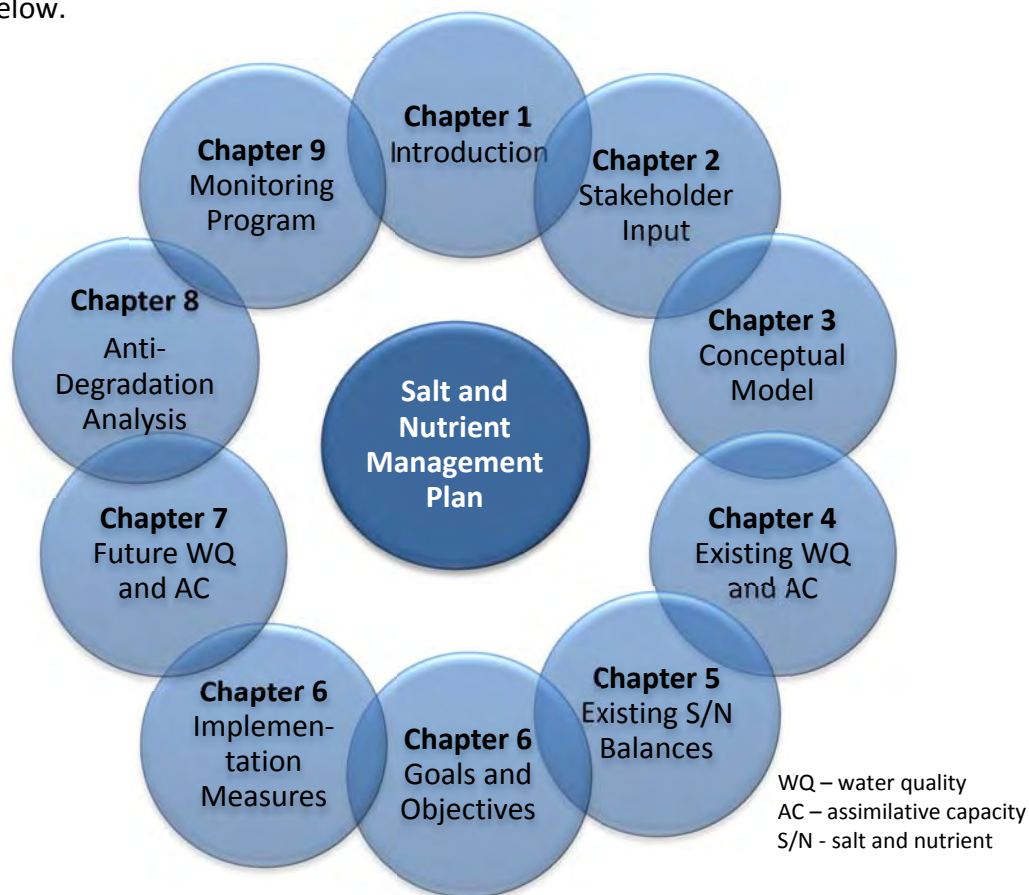 elow.
Chapter 1
Introduction
Chapter 2
Stakeholder
Input
Chapter 3
Conceptual
Model
Chapter 4
Existing WQ
and AC
Chapter 5
Existing S/N
Balances
Chapter 6
Goals and
Objectives
Chapter 6
Implemen-
tation
Measures
Chapter 7
Future WQ
and AC
Chapter 8
Anti-
Degradation
Analysis
Chapter 9
Monitoring
Program
Salt and
Nutrient
Management
Plan
WQ – water quality
AC – assimilative capacity
S/N - salt and nutrient